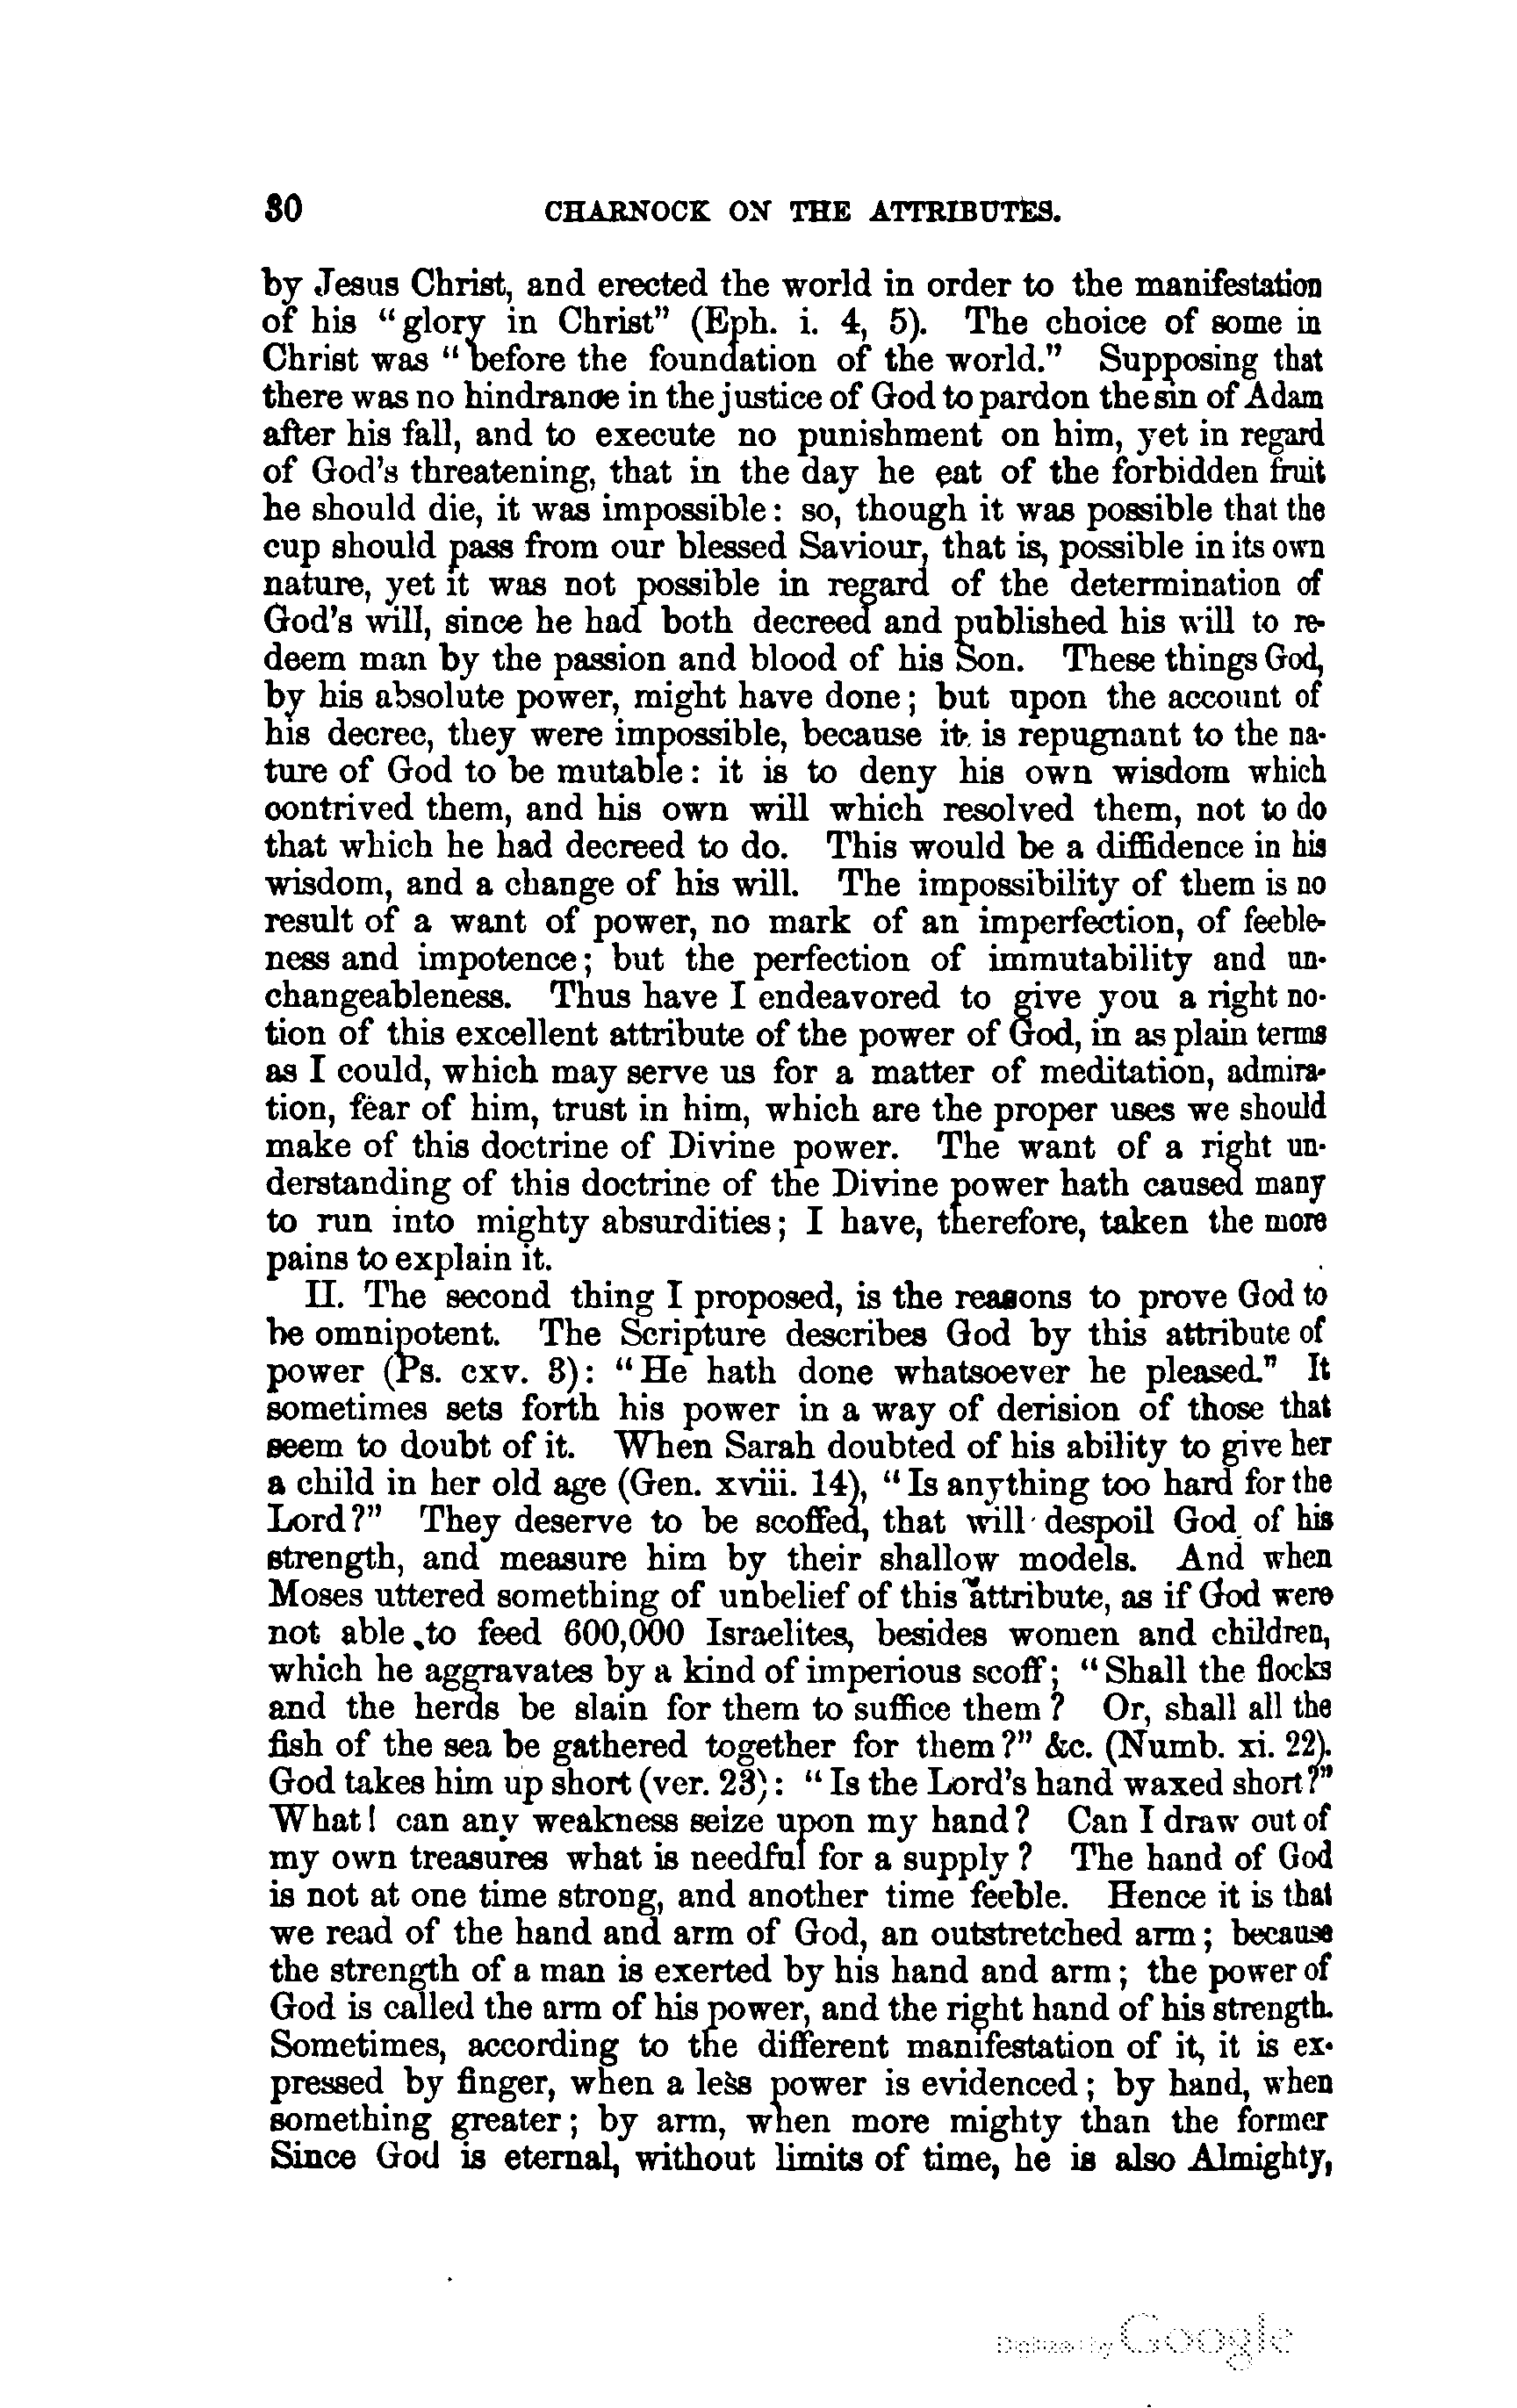 30 CHARNOCK ON THE ATTRIBUTES.
by Jesus Christ, and erected the world in order to the manifestation
of his "glory in Christ" (Eph. i. 4, 5). The choice of some in
Christ was "before the foundation of the world." Supposing that
there was no hindrance in the justice of God to pardon the sin of Adam
after his fall, and to execute no punishment on him, yet in regard
of God's threatening, that in the day he eat of the forbidden fruit
he should die, it was impossible: so, though it was possible that the
cup should pass from our blessed Saviour, that is, possible in its own
nature, yet it was not possible in regard of the determination of
God's will, since he had both decreed and published his will to re-
deem man by the passion and blood of his Son. These things God,
by his absolute power, might have done; but upon the account of
his decree, they were impossible, because it is repugnant to the na-
ture of God to be mutable: it is to deny his own wisdom which
contrived them, and his own will which resolved them, not to do
that which he had decreed to do. This would be a diffidence in his
wisdom, and a change of his will. The impossibility of them is no
result of a want of power, no mark of an imperfection, of feeble-
ness and impotence; but the perfection of immutability and un-
changeableness. Thus have I endeavored to give you a right no-
tion of this excellent attribute of the power of God, in as plain terms
as I could, which may serve us for a matter of meditation, admira-
tion, fear of him, trust in him, which are the proper uses we should
make of this doctrine of Divine power. The want of a right un-
derstanding of this doctrine of the Divine power hath caused many
to run into mighty absurdities; I have, therefore, taken the more
pains to explain it.
II. The second thing I proposed, is the reasons to prove God to
be omnipotent. The Scripture describes God by this attribute of
power (Ps. cxv. 3): "He hath done whatsoever he pleased." It
sometimes sets forth his power in a way of derision of those that
seem to doubt of it. When Sarah doubted of his ability to give her
a child in her old age (Gen. xviii. 14), "Is anything too hard for the
Lord?" They deserve to be scoffed, that will despoil God of his
strength, and measure him by their shallow models. And when
Moses uttered something of unbelief of this attribute, as if God were
not able to feed 600,000 Israelites, besides women and children,
which he aggravates by a kind of imperious scoff; "Shall the flocks
and the herds be slain for them to suffice them? Or, shall all the
fish of the sea be gathered together for them?" &c. (Numb. xi. 22).
God takes him up short (ver. 23): "Is the Lord's hand waxed short?"
What! can any weakness seize upon my hand? Can I draw out of
my own treasures what is needful for a supply? The hand of God
is not at one time strong, and another time feeble. Hence it is that
we read of the hand and arm of God, an outstretched arm; because
the strength of a man is exerted by his hand and arm; the power of
God is called the arm of his power, and the right hand of his strength.
Sometimes, according to the different manifestation of it, it is ex-
pressed by finger, when a less power is evidenced; by hand, when
something greater; by arm, when more mighty than the former
Since God is eternal, without limits of time, he is also Almighty,
Digitized by Google